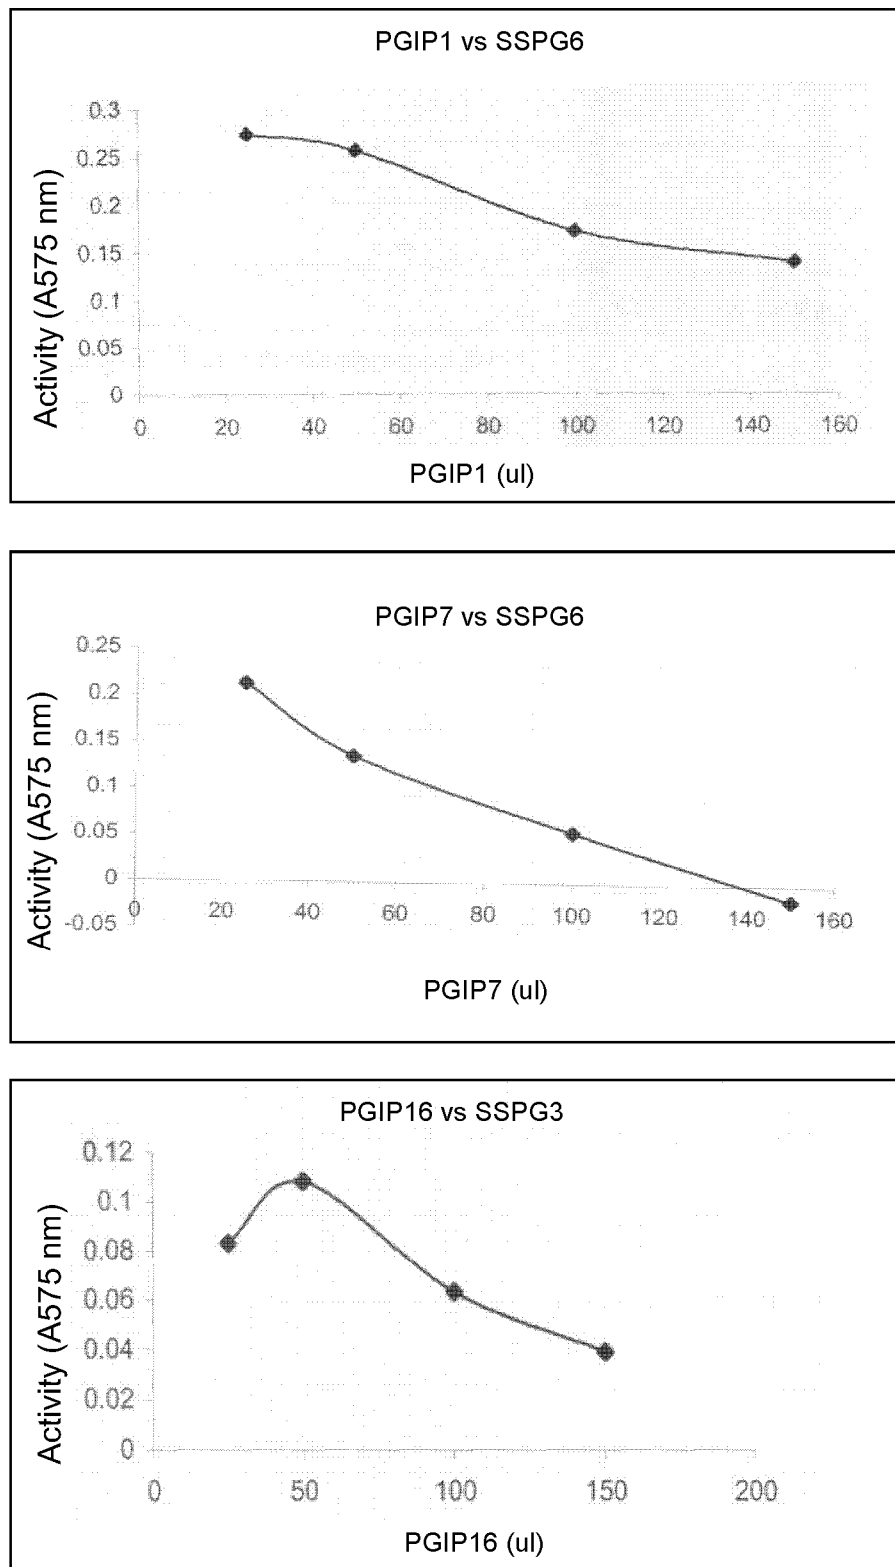 PGIP1 vs SSPG6
Activity (A575 nm)
0.3
0.25
0.2
0.15
0.1
0.05
0
0 20 40 60 80 100 120 140 160
PGIP1 (ul)
PGIP7 vs SSPG6
Activity (A575 nm)
0.25
0.2
0.15
0.1
0.05
0
-0.05
0 20 40 60 80 100 120 140 160
PGIP7 (ul)
PGIP16 vs SSPG3
Activity (A575 nm)
0.12
0.1
0.08
0.06
0.04
0.02
0
0 50 100 150 200
PGIP16 (ul)